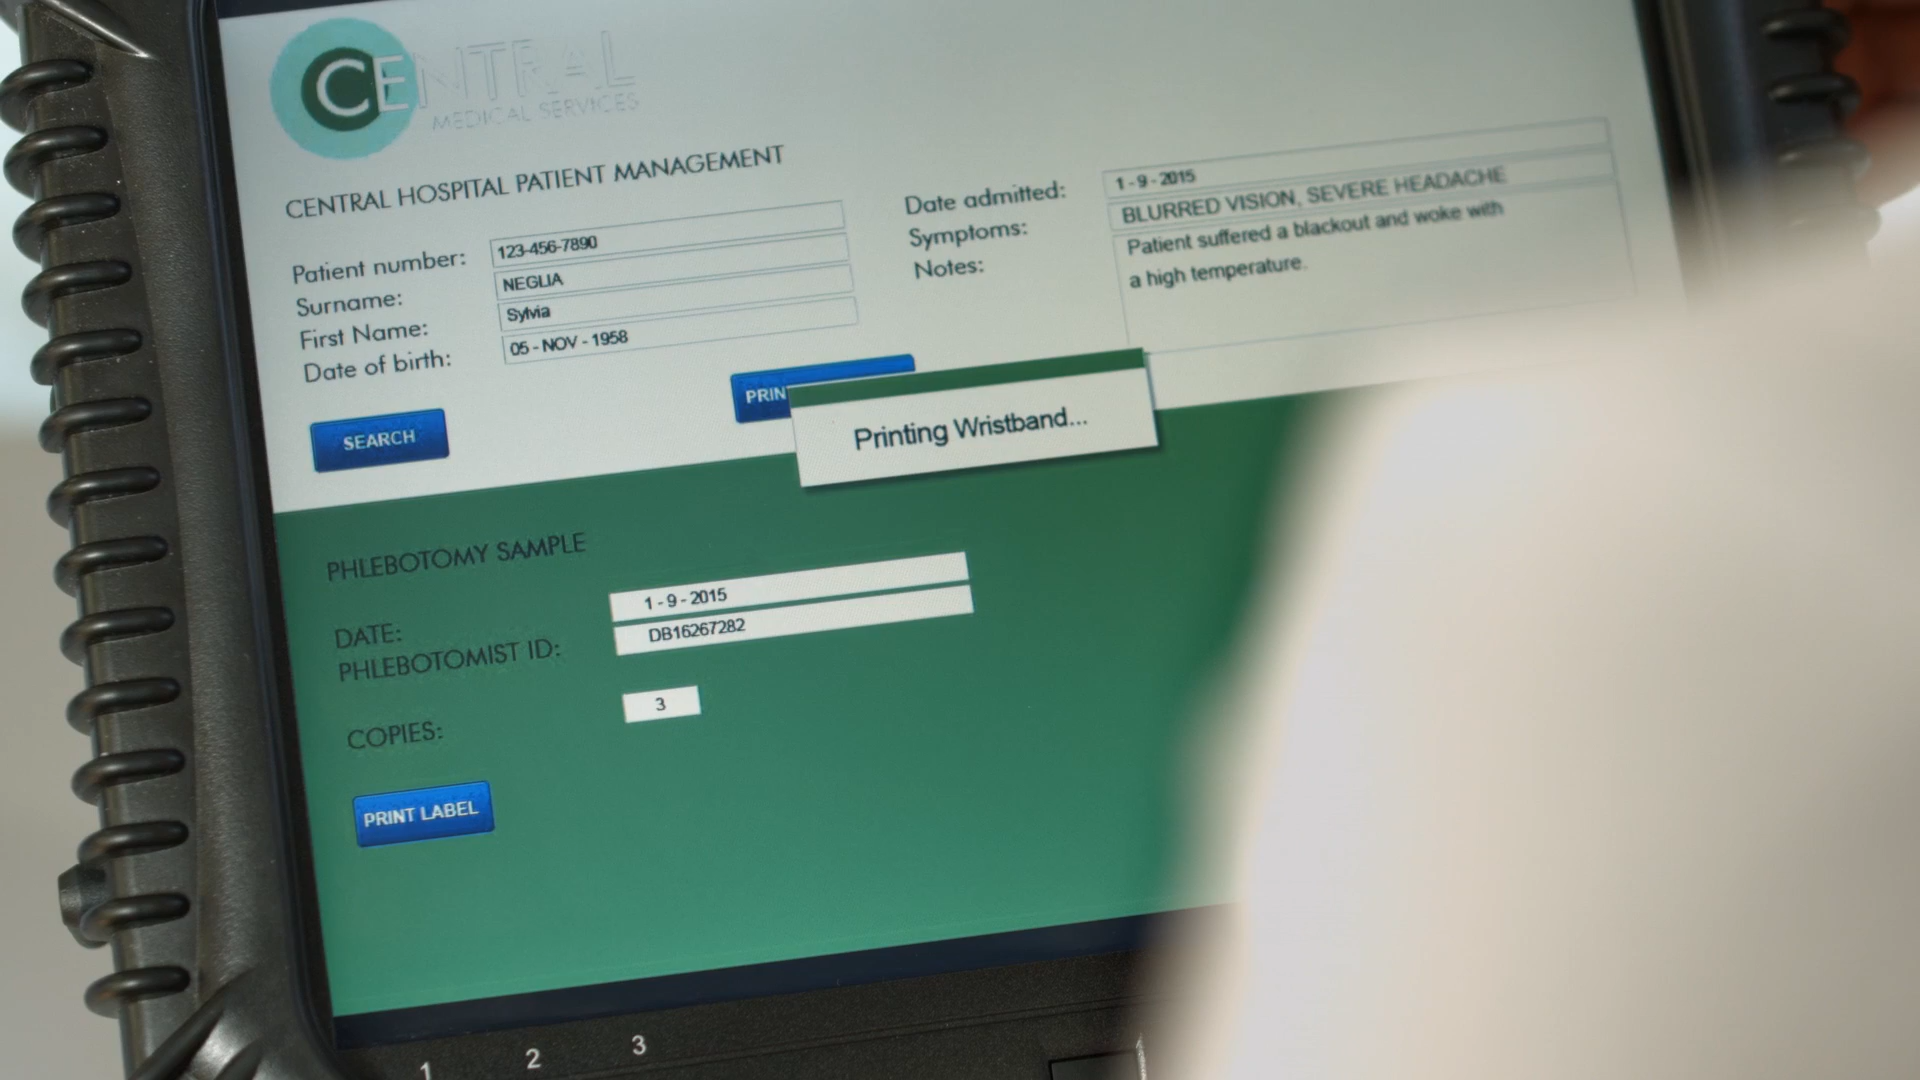 CENTRAL
MEDICAL SERVICES
CENTRAL HOSPITAL PATIENT MANAGEMENT
Patient number: 123-456-7890
Surname: NEGLIA
First Name: Sylvia
Date of birth: 05 - NOV - 1958
Date admitted: 1 - 9 - 2015
Symptoms: BLURRED VISION, SEVERE HEADACHE
Notes: Patient suffered a blackout and woke with
a high temperature.
SEARCH
Printing Wristband...
PHLEBOTOMY SAMPLE
DATE: 1 - 9 - 2015
PHLEBOTOMIST ID: DB16267282
COPIES: 3
PRINT LABEL
1 2 3